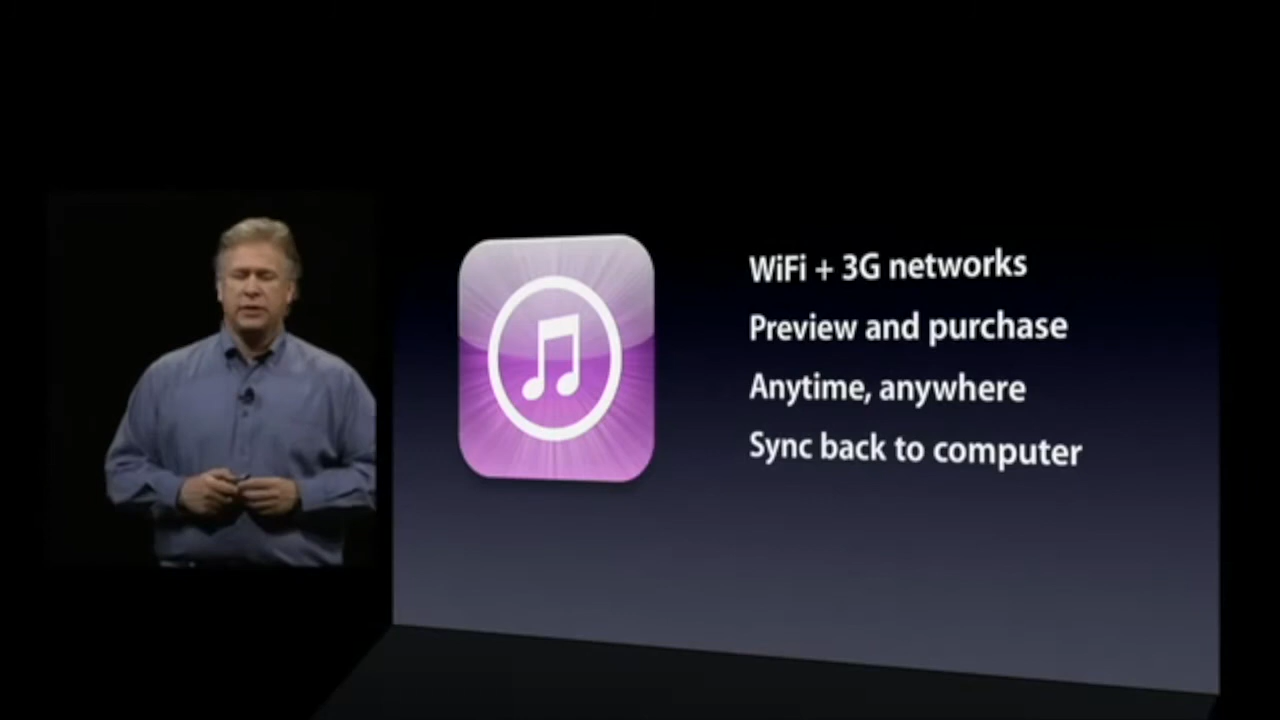 WiFi + 3G networks
Preview and purchase
Anytime, anywhere
Sync back to computer